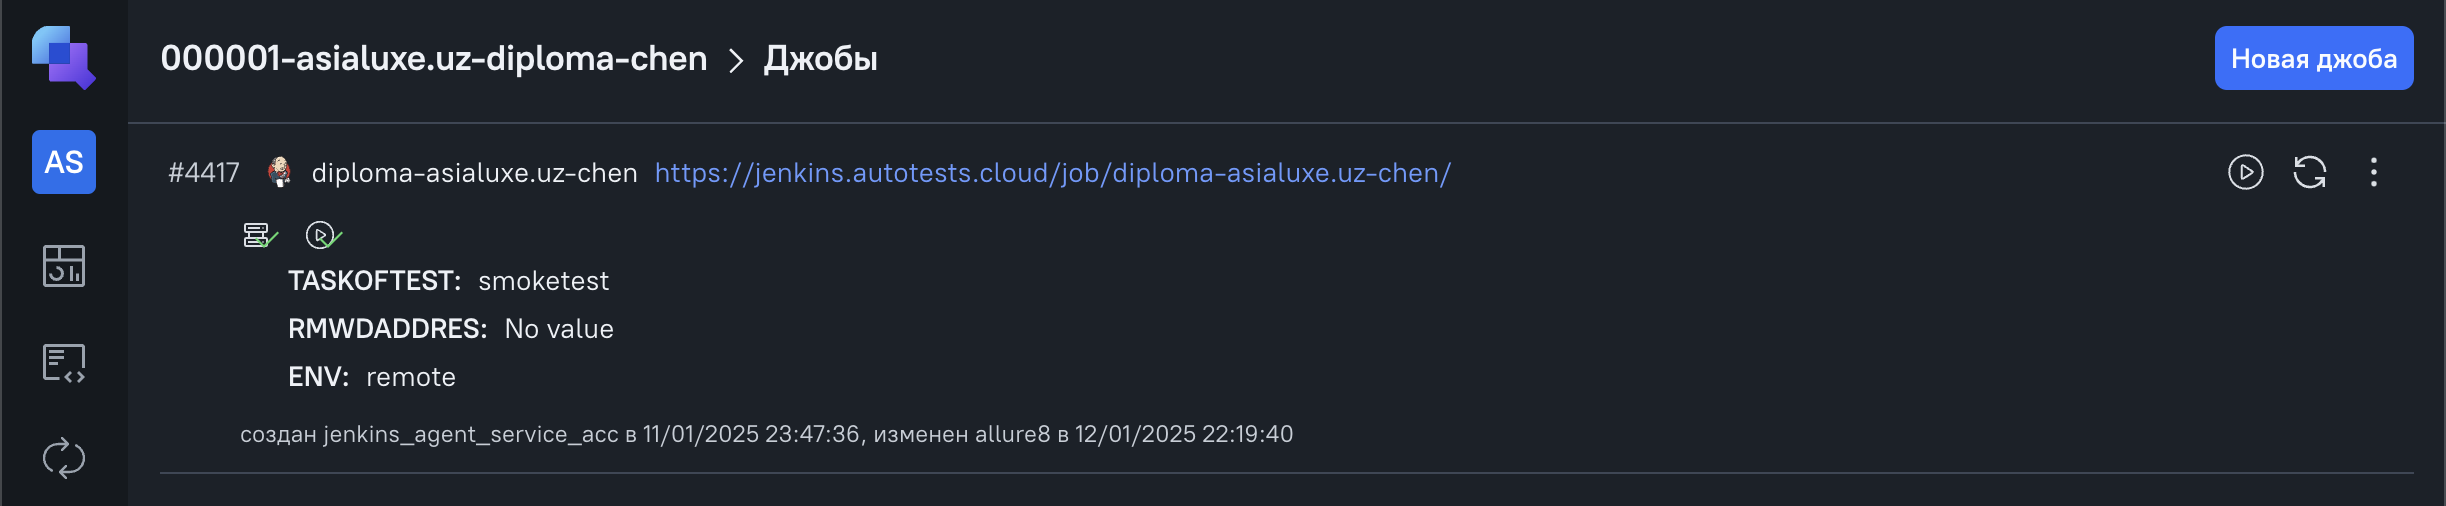 000001-asialuxe.uz-diploma-chen > Джобы
Новая джоба
AS
#4417 diploma-asialuxe.uz-chen https://jenkins.autotests.cloud/job/diploma-asialuxe.uz-chen/
TASKOFTEST: smoketest
RMWDADDRES: No value
ENV: remote
создан jenkins_agent_service_acc в 11/01/2025 23:47:36, изменен allure8 в 12/01/2025 22:19:40